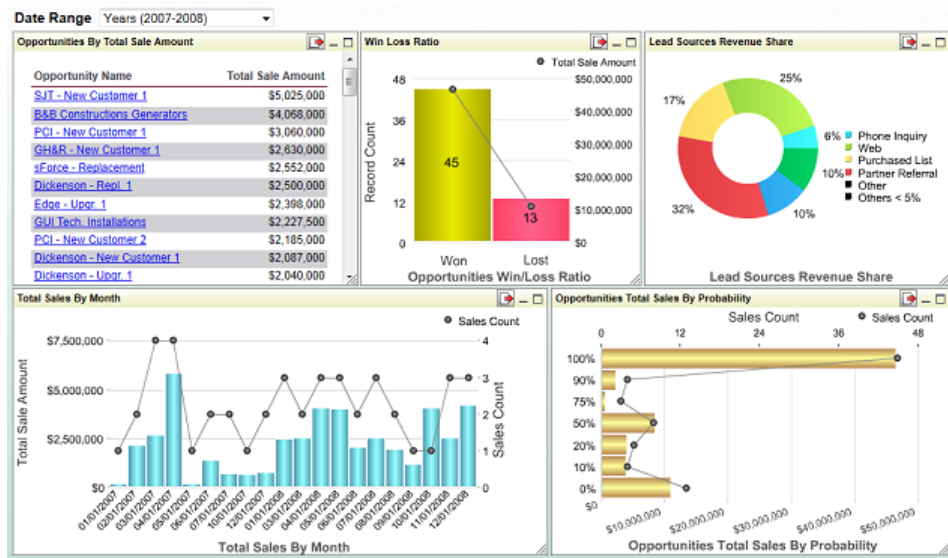 Date Range Years (2007-2008)
Opportunities By Total Sale Amount
Opportunity Name Total Sale Amount
SJT - New Customer 1 $5,025,000
B&B Constructions Generators $4,068,000
PCI - New Customer 1 $3,060,000
GH&R - New Customer 1 $2,630,000
sForce - Replacement $2,552,000
Dickenson - Repl. 1 $2,500,000
Edge - Upgr. 1 $2,398,000
GUI Tech. Installations $2,227,500
PCI - New Customer 2 $2,185,000
Dickenson - New Customer 1 $2,087,000
Dickenson - Upgr. 1 $2,040,000
Win Loss Ratio
Total Sale Amount
48 $50,000,000
$40,000,000
36
$30,000,000
24
$20,000,000
12
$10,000,000
0 $0
Record Count
45
13
Won Lost
Opportunities Win/Loss Ratio
Lead Sources Revenue Share
25%
17%
6%
10%
32%
10%
Phone Inquiry
Web
Purchased List
Partner Referral
Other
Others < 5%
Lead Sources Revenue Share
Total Sales By Month
Sales Count
$7,500,000 4
3
$5,000,000
2
$2,500,000
1
$0 0
Total Sale Amount
Sales Count
01/01/2007
02/01/2007
03/01/2007
04/01/2007
05/01/2007
06/01/2007
07/01/2007
10/01/2007
12/01/2007
01/01/2008
03/01/2008
04/01/2008
05/01/2008
06/01/2008
07/01/2008
08/01/2008
09/01/2008
10/01/2008
11/01/2008
12/01/2008
Total Sales By Month
Opportunities Total Sales By Probability
Sales Count Sales Count
0 12 24 36 48
100%
90%
75%
50%
20%
10%
0%
$0 $10,000,000 $20,000,000 $30,000,000 $40,000,000 $50,000,000
Opportunities Total Sales By Probability